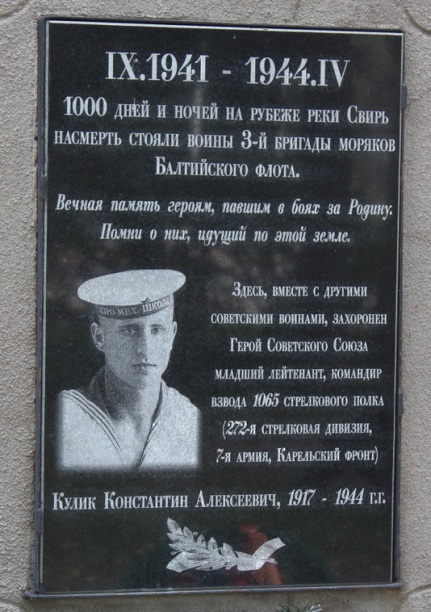 IX.1941 - 1944.IV
1000 дней и ночей на рубеже реки Свирь
насмерть стояли воины 3-й бригады моряков
Балтийского флота.
Вечная память героям, павшим в боях за Родину.
Помни о них, идущий по этой земле.
Здесь, вместе с другими
советскими воинами, захоронен
Герой Советского Союза
младший лейтенант, командир
взвода 1065 стрелкового полка
(272-я стрелковая дивизия,
7-я армия, Карельский фронт)
МЕХ. ШКОЛА
Кулик Константин Алексеевич, 1917 - 1944 г.г.